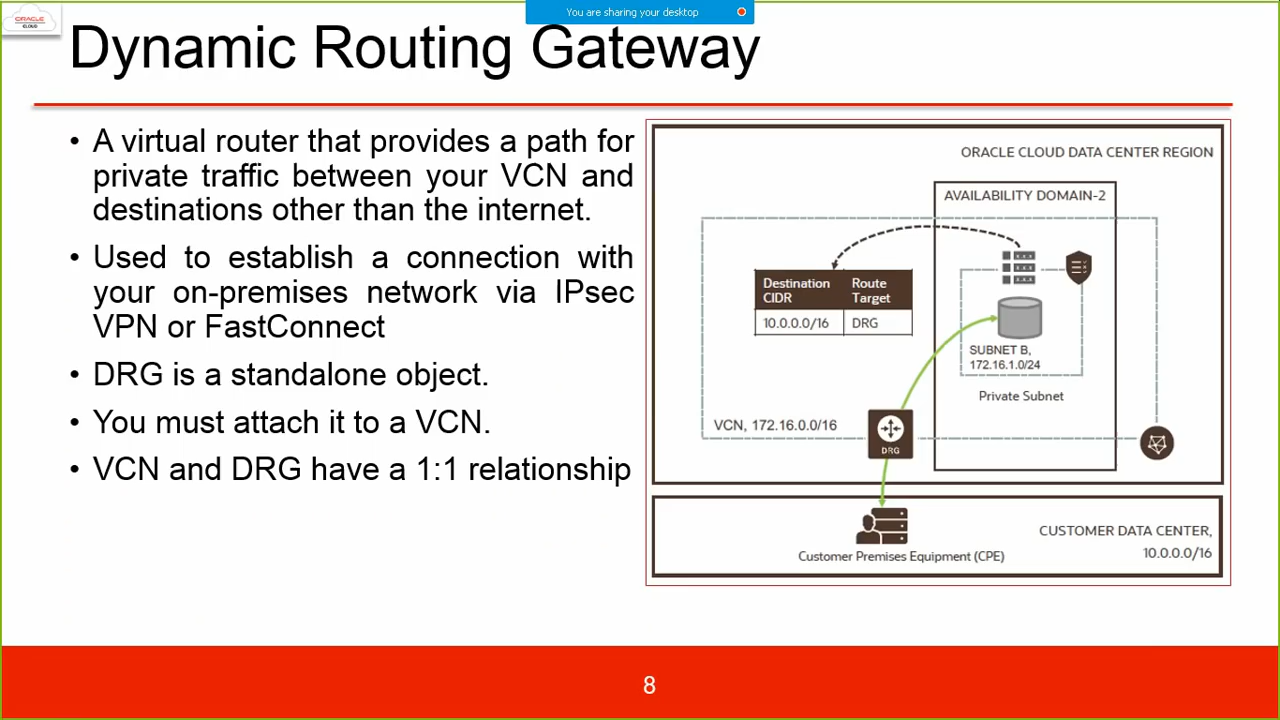 You are sharing your desktop
ORACLE
CLOUD
Dynamic Routing Gateway
• A virtual router that provides a path for
private traffic between your VCN and
destinations other than the internet.
• Used to establish a connection with
your on-premises network via IPsec
VPN or FastConnect
• DRG is a standalone object.
• You must attach it to a VCN.
• VCN and DRG have a 1:1 relationship
ORACLE CLOUD DATA CENTER REGION
AVAILABILITY DOMAIN-2
Destination CIDR
Route Target
10.0.0.0/16
DRG
SUBNET B,
172.16.1.0/24
Private Subnet
VCN, 172.16.0.0/16
DRG
CUSTOMER DATA CENTER,
10.0.0.0/16
Customer Premises Equipment (CPE)
8